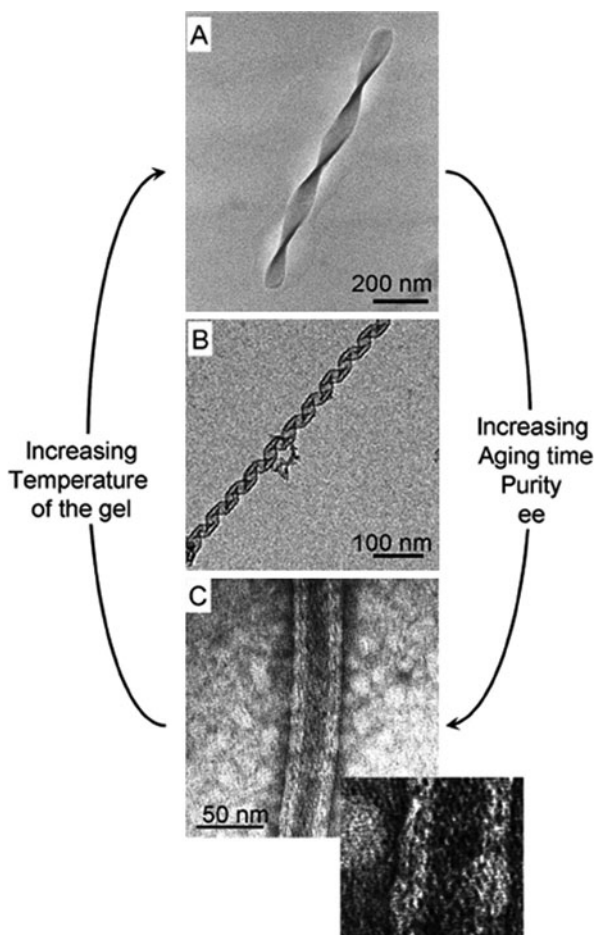 A
200 nm
B
Increasing
Temperature
of the gel
Increasing
Aging time
Purity
ee
100 nm
C
50 nm